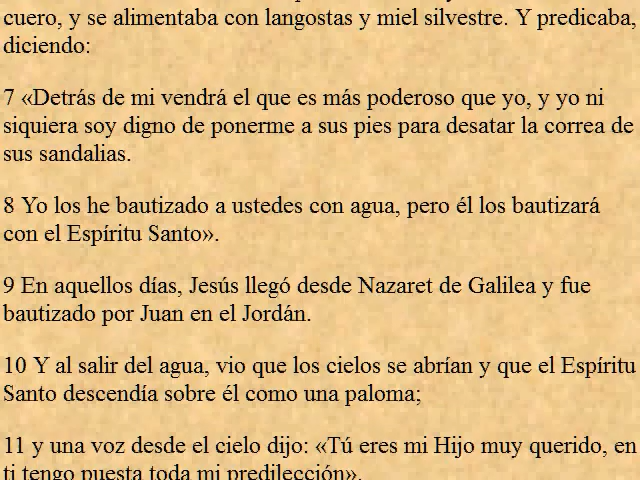 cuero, y se alimentaba con langostas y miel silvestre. Y predicaba,
diciendo:
7 «Detrás de mi vendrá el que es más poderoso que yo, y yo ni
siquiera soy digno de ponerme a sus pies para desatar la correa de
sus sandalias.
8 Yo los he bautizado a ustedes con agua, pero él los bautizará
con el Espíritu Santo».
9 En aquellos días, Jesús llegó desde Nazaret de Galilea y fue
bautizado por Juan en el Jordán.
10 Y al salir del agua, vio que los cielos se abrían y que el Espíritu
Santo descendía sobre él como una paloma;
11 y una voz desde el cielo dijo: «Tú eres mi Hijo muy querido, en
ti tengo puesta toda mi predilección».